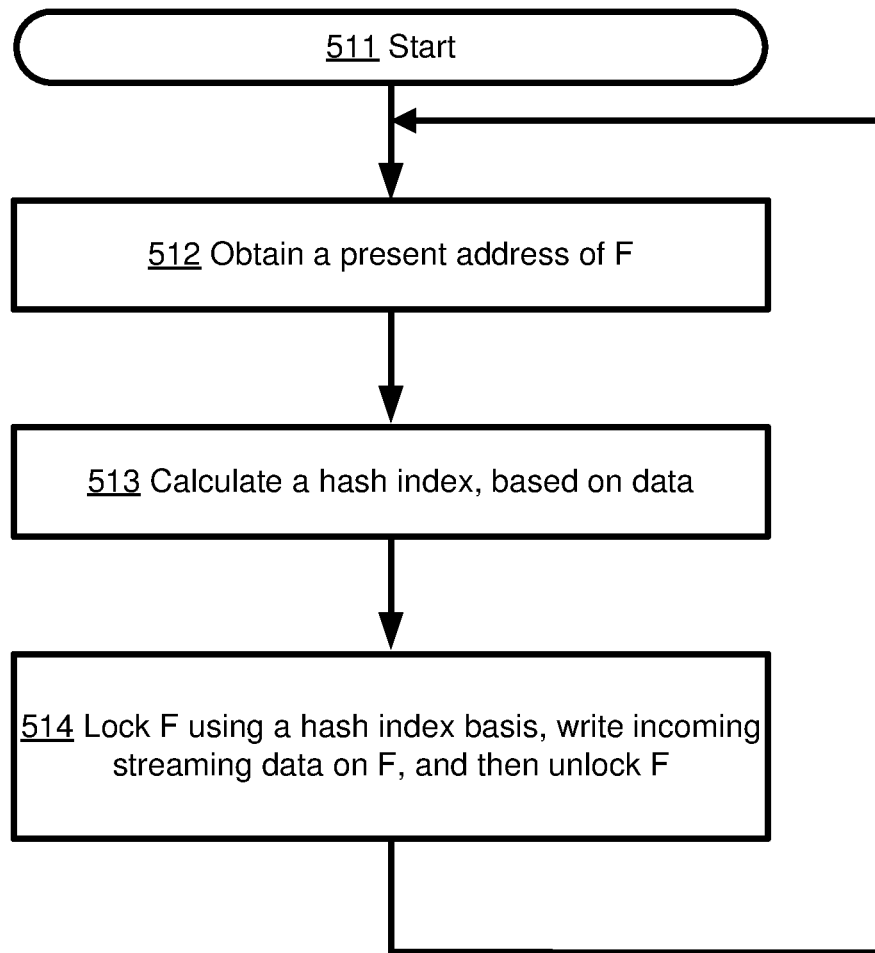 511 Start
512 Obtain a present address of F
513 Calculate a hash index, based on data
514 Lock F using a hash index basis, write incoming
streaming data on F, and then unlock F